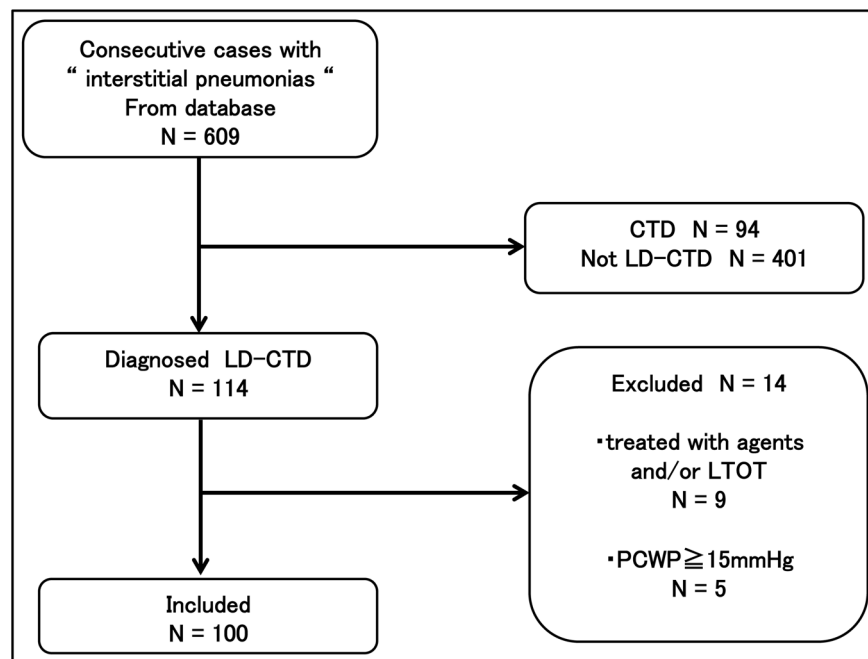 Consecutive cases with
“ interstitial pneumonias “
From database
N = 609
CTD N = 94
Not LD-CTD N = 401
Diagnosed LD-CTD
N = 114
Excluded N = 14
・treated with agents
and/or LTOT
N = 9
・PCWP≧15mmHg
N = 5
Included
N = 100